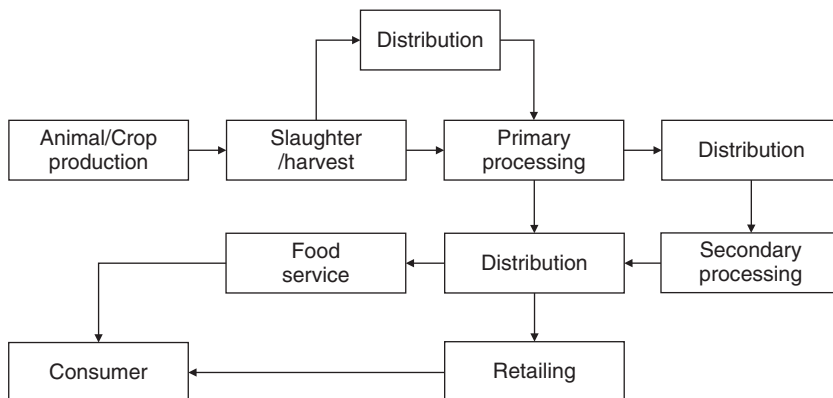 Distribution
Animal/Crop
production
Slaughter
/harvest
Primary
processing
Distribution
Food
service
Distribution
Secondary
processing
Consumer
Retailing